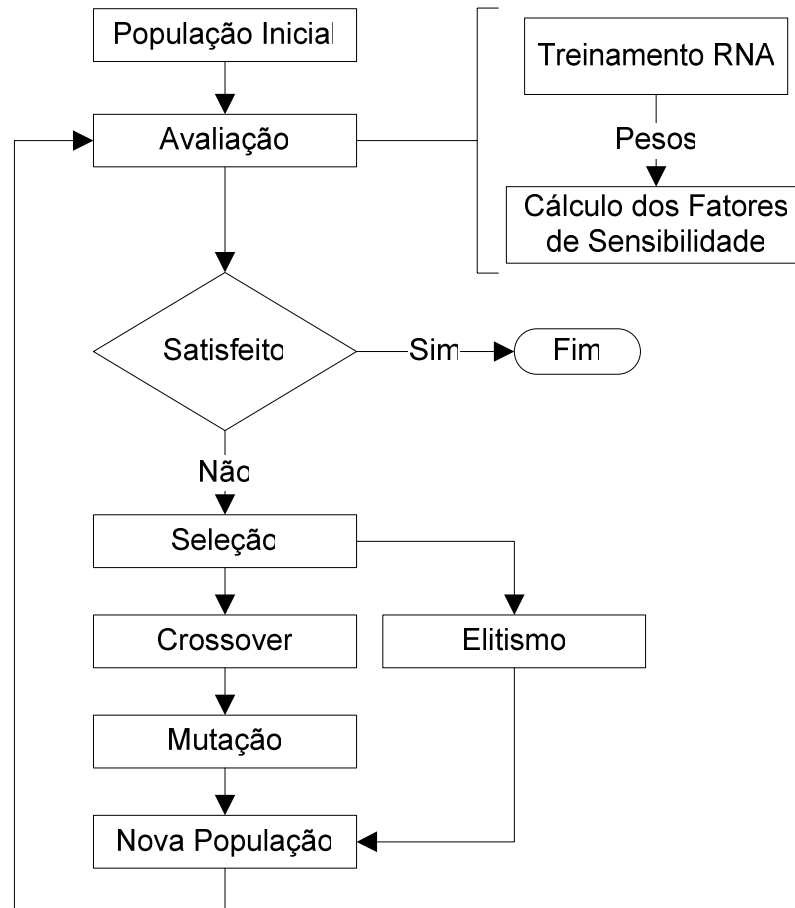 População Inicial
Treinamento RNA
Avaliação
Pesos
Cálculo dos Fatores
de Sensibilidade
Satisfeito
Sim
Fim
Não
Seleção
Crossover
Elitismo
Mutação
Nova População